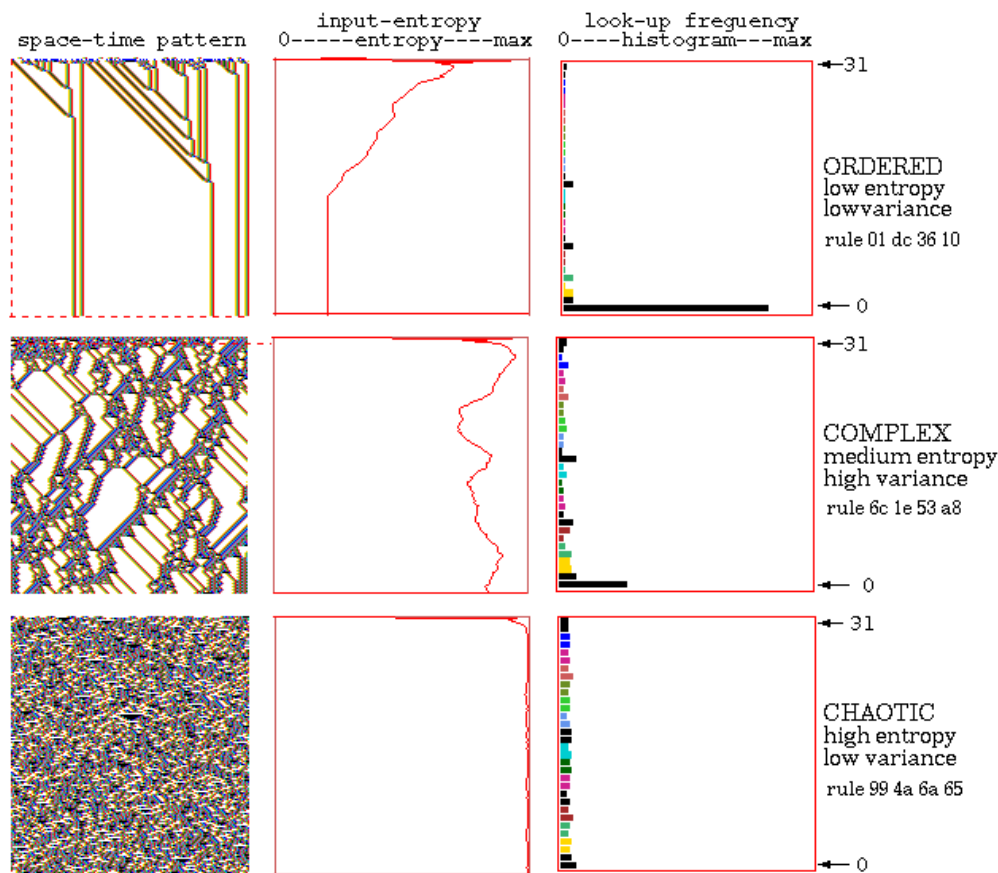 input-entropy
look-up freguency
space-time pattern
0-----entropy----max
0----histogram---max
31
ORDERED
low entropy
lowvariance
rule 01 dc 36 10
0
31
COMPLEX
medium entropy
high variance
rule 6c 1e 53 a8
0
31
CHAOTIC
high entropy
low variance
rule 99 4a 6a 65
0